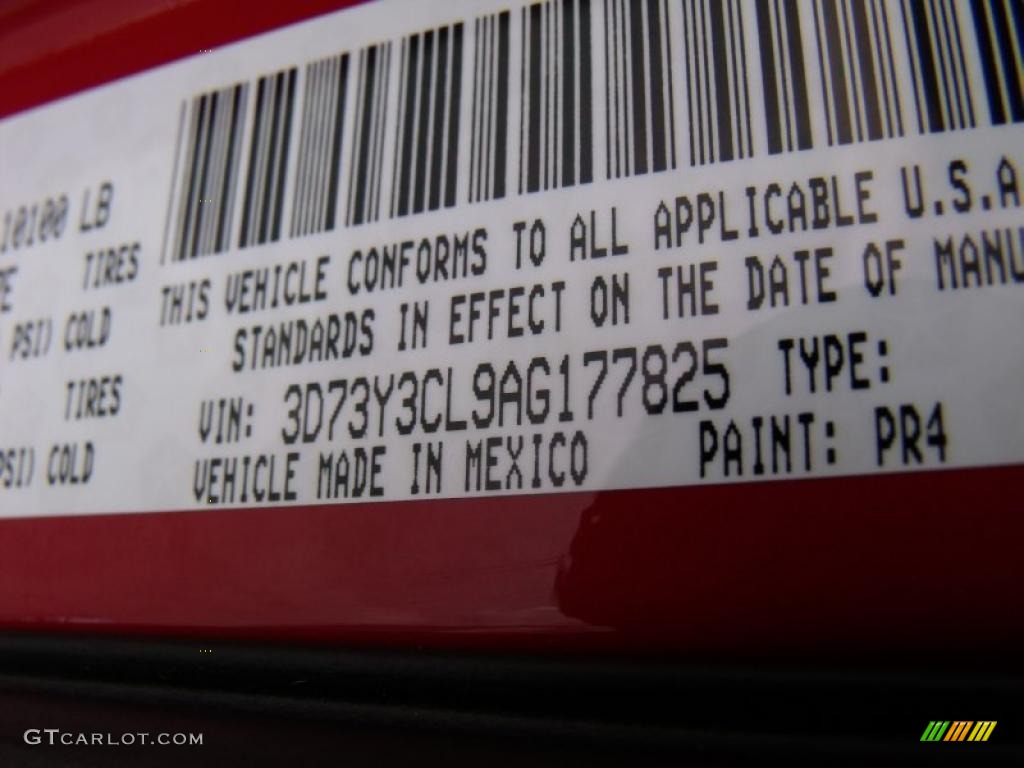 10100 LB
TIRES
PSI) COLD
TIRES
PSI) COLD
THIS VEHICLE CONFORMS TO ALL APPLICABLE U.S.A
STANDARDS IN EFFECT ON THE DATE OF MANU
VIN: 3D73Y3CL9AG177825 TYPE:
VEHICLE MADE IN MEXICO PAINT: PR4
GTCARLOT.COM